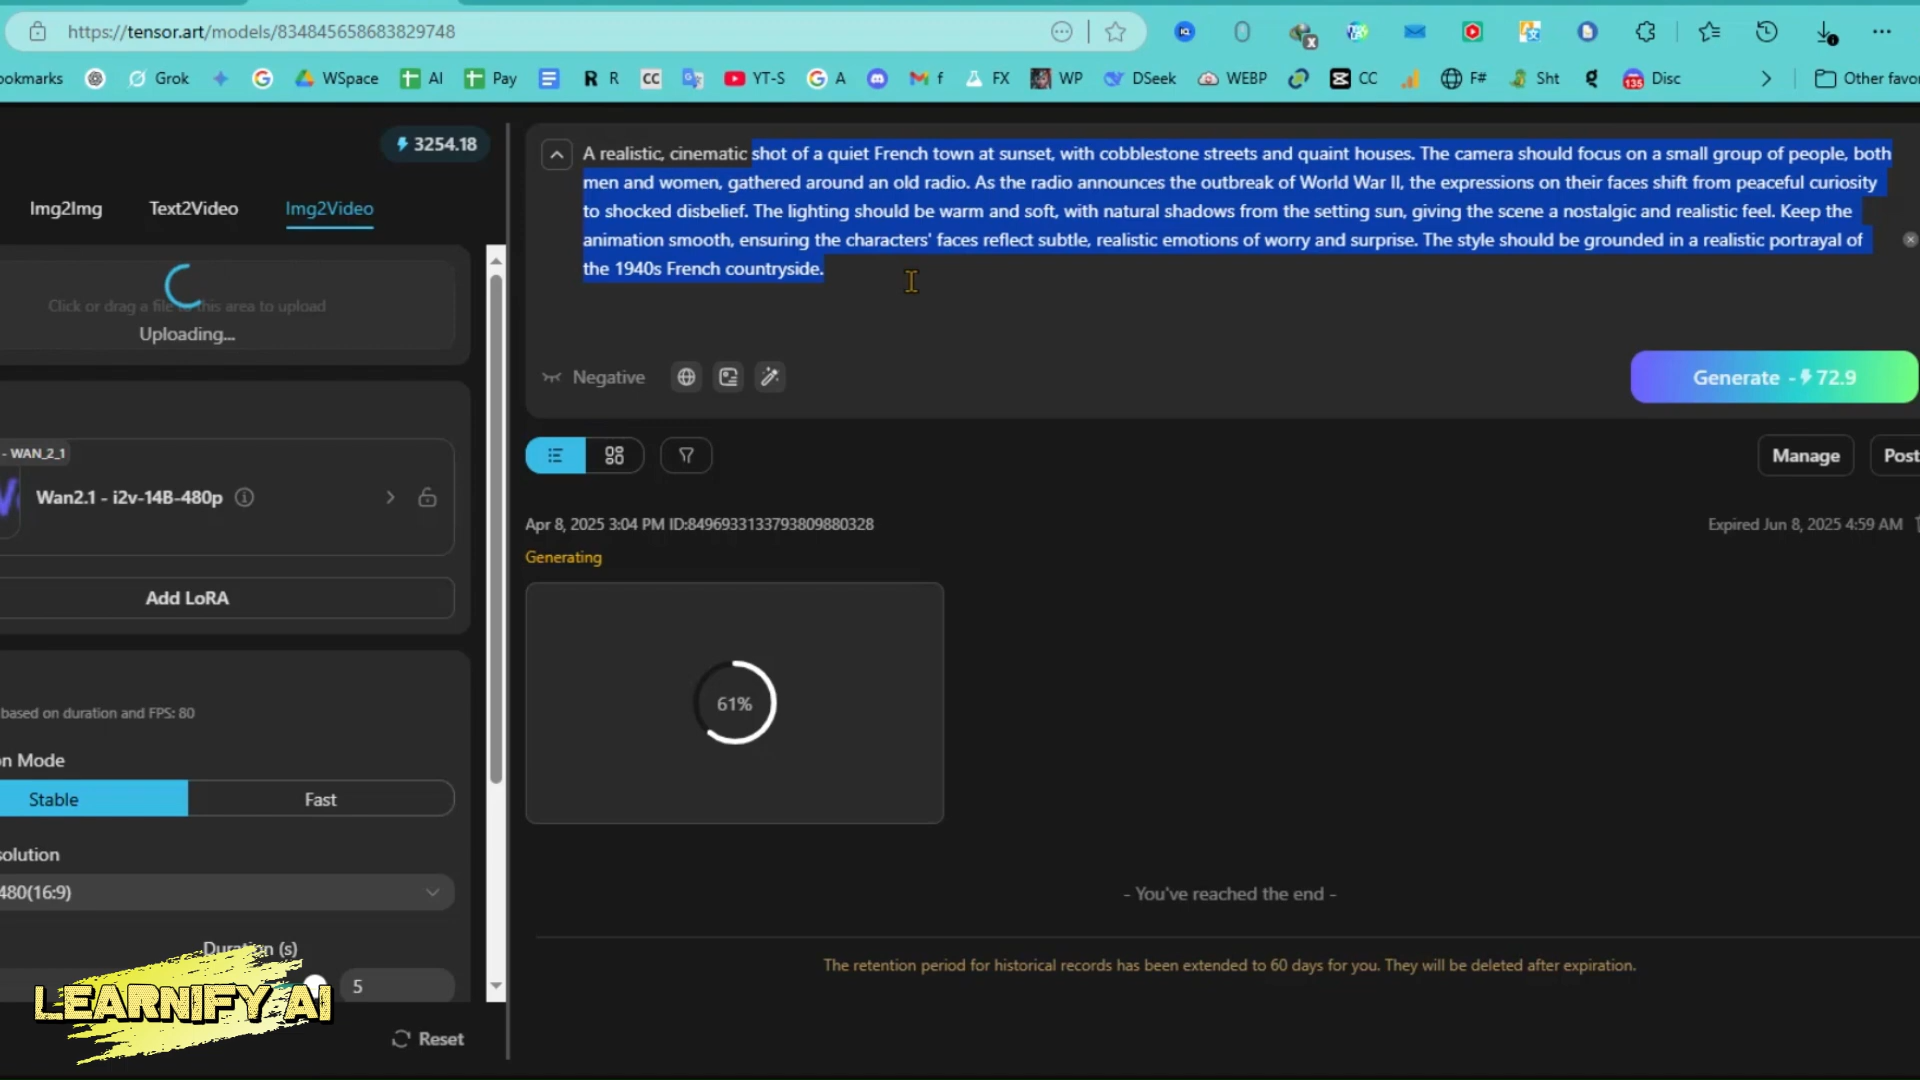 https://tensor.art/models/834845658683829748
ookmarks Grok G WSpace AI Pay R R CC YT-S G A M f FX WP DSeek WEBP CC F# Sht g 135 Disc Other favor
3254.18
Img2Img Text2Video Img2Video
Click or drag a file to this area to upload
Uploading...
- WAN_2_1
Wan2.1 - i2v-14B-480p
Add LoRA
based on duration and FPS: 80
n Mode
Stable Fast
solution
480(16:9)
Duration (s)
5
LEARNIFY AI
Reset
A realistic, cinematic shot of a quiet French town at sunset, with cobblestone streets and quaint houses. The camera should focus on a small group of people, both
men and women, gathered around an old radio. As the radio announces the outbreak of World War II, the expressions on their faces shift from peaceful curiosity
to shocked disbelief. The lighting should be warm and soft, with natural shadows from the setting sun, giving the scene a nostalgic and realistic feel. Keep the
animation smooth, ensuring the characters' faces reflect subtle, realistic emotions of worry and surprise. The style should be grounded in a realistic portrayal of
the 1940s French countryside.
Negative
Generate - 72.9
Manage Post
Apr 8, 2025 3:04 PM ID:849693313379380​9880328
Expired Jun 8, 2025 4:59 AM
Generating
61%
- You've reached the end -
The retention period for historical records has been extended to 60 days for you. They will be deleted after expiration.